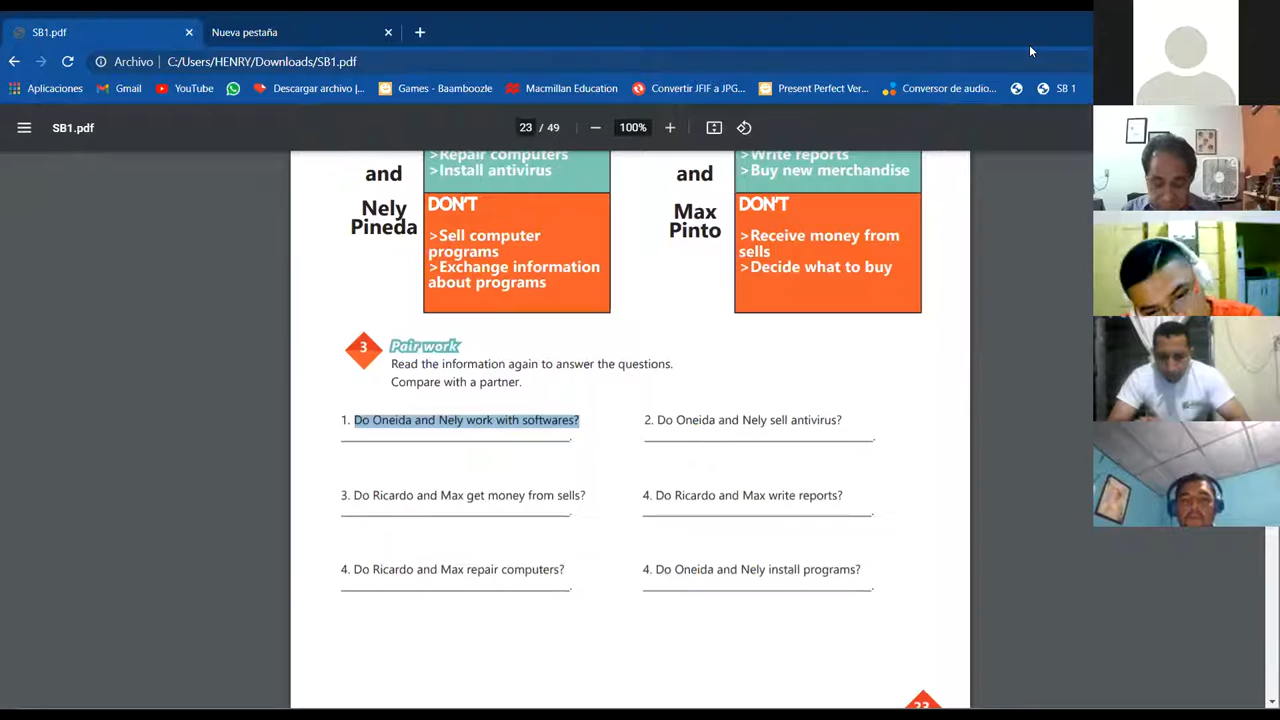 SB1.pdf
Nueva pestaña
Archivo
C:/Users/HENRY/Downloads/SB1.pdf
Aplicaciones
Gmail
YouTube
Descargar archivo |...
Games - Baamboozle
Macmillan Education
Convertir JFIF a JPG...
Present Perfect Ver...
Conversor de audio...
SB 1
SB1.pdf
23 / 49
100%
and
Nely
Pineda
>Repair computers
>Install antivirus
DON'T
>Sell computer
programs
>Exchange information
about programs
and
Max
Pinto
>Write reports
>Buy new merchandise
DON'T
>Receive money from
sells
>Decide what to buy
3
Pair work
Read the information again to answer the questions.
Compare with a partner.
1. Do Oneida and Nely work with softwares?
2. Do Oneida and Nely sell antivirus?
3. Do Ricardo and Max get money from sells?
4. Do Ricardo and Max write reports?
4. Do Ricardo and Max repair computers?
4. Do Oneida and Nely install programs?
23